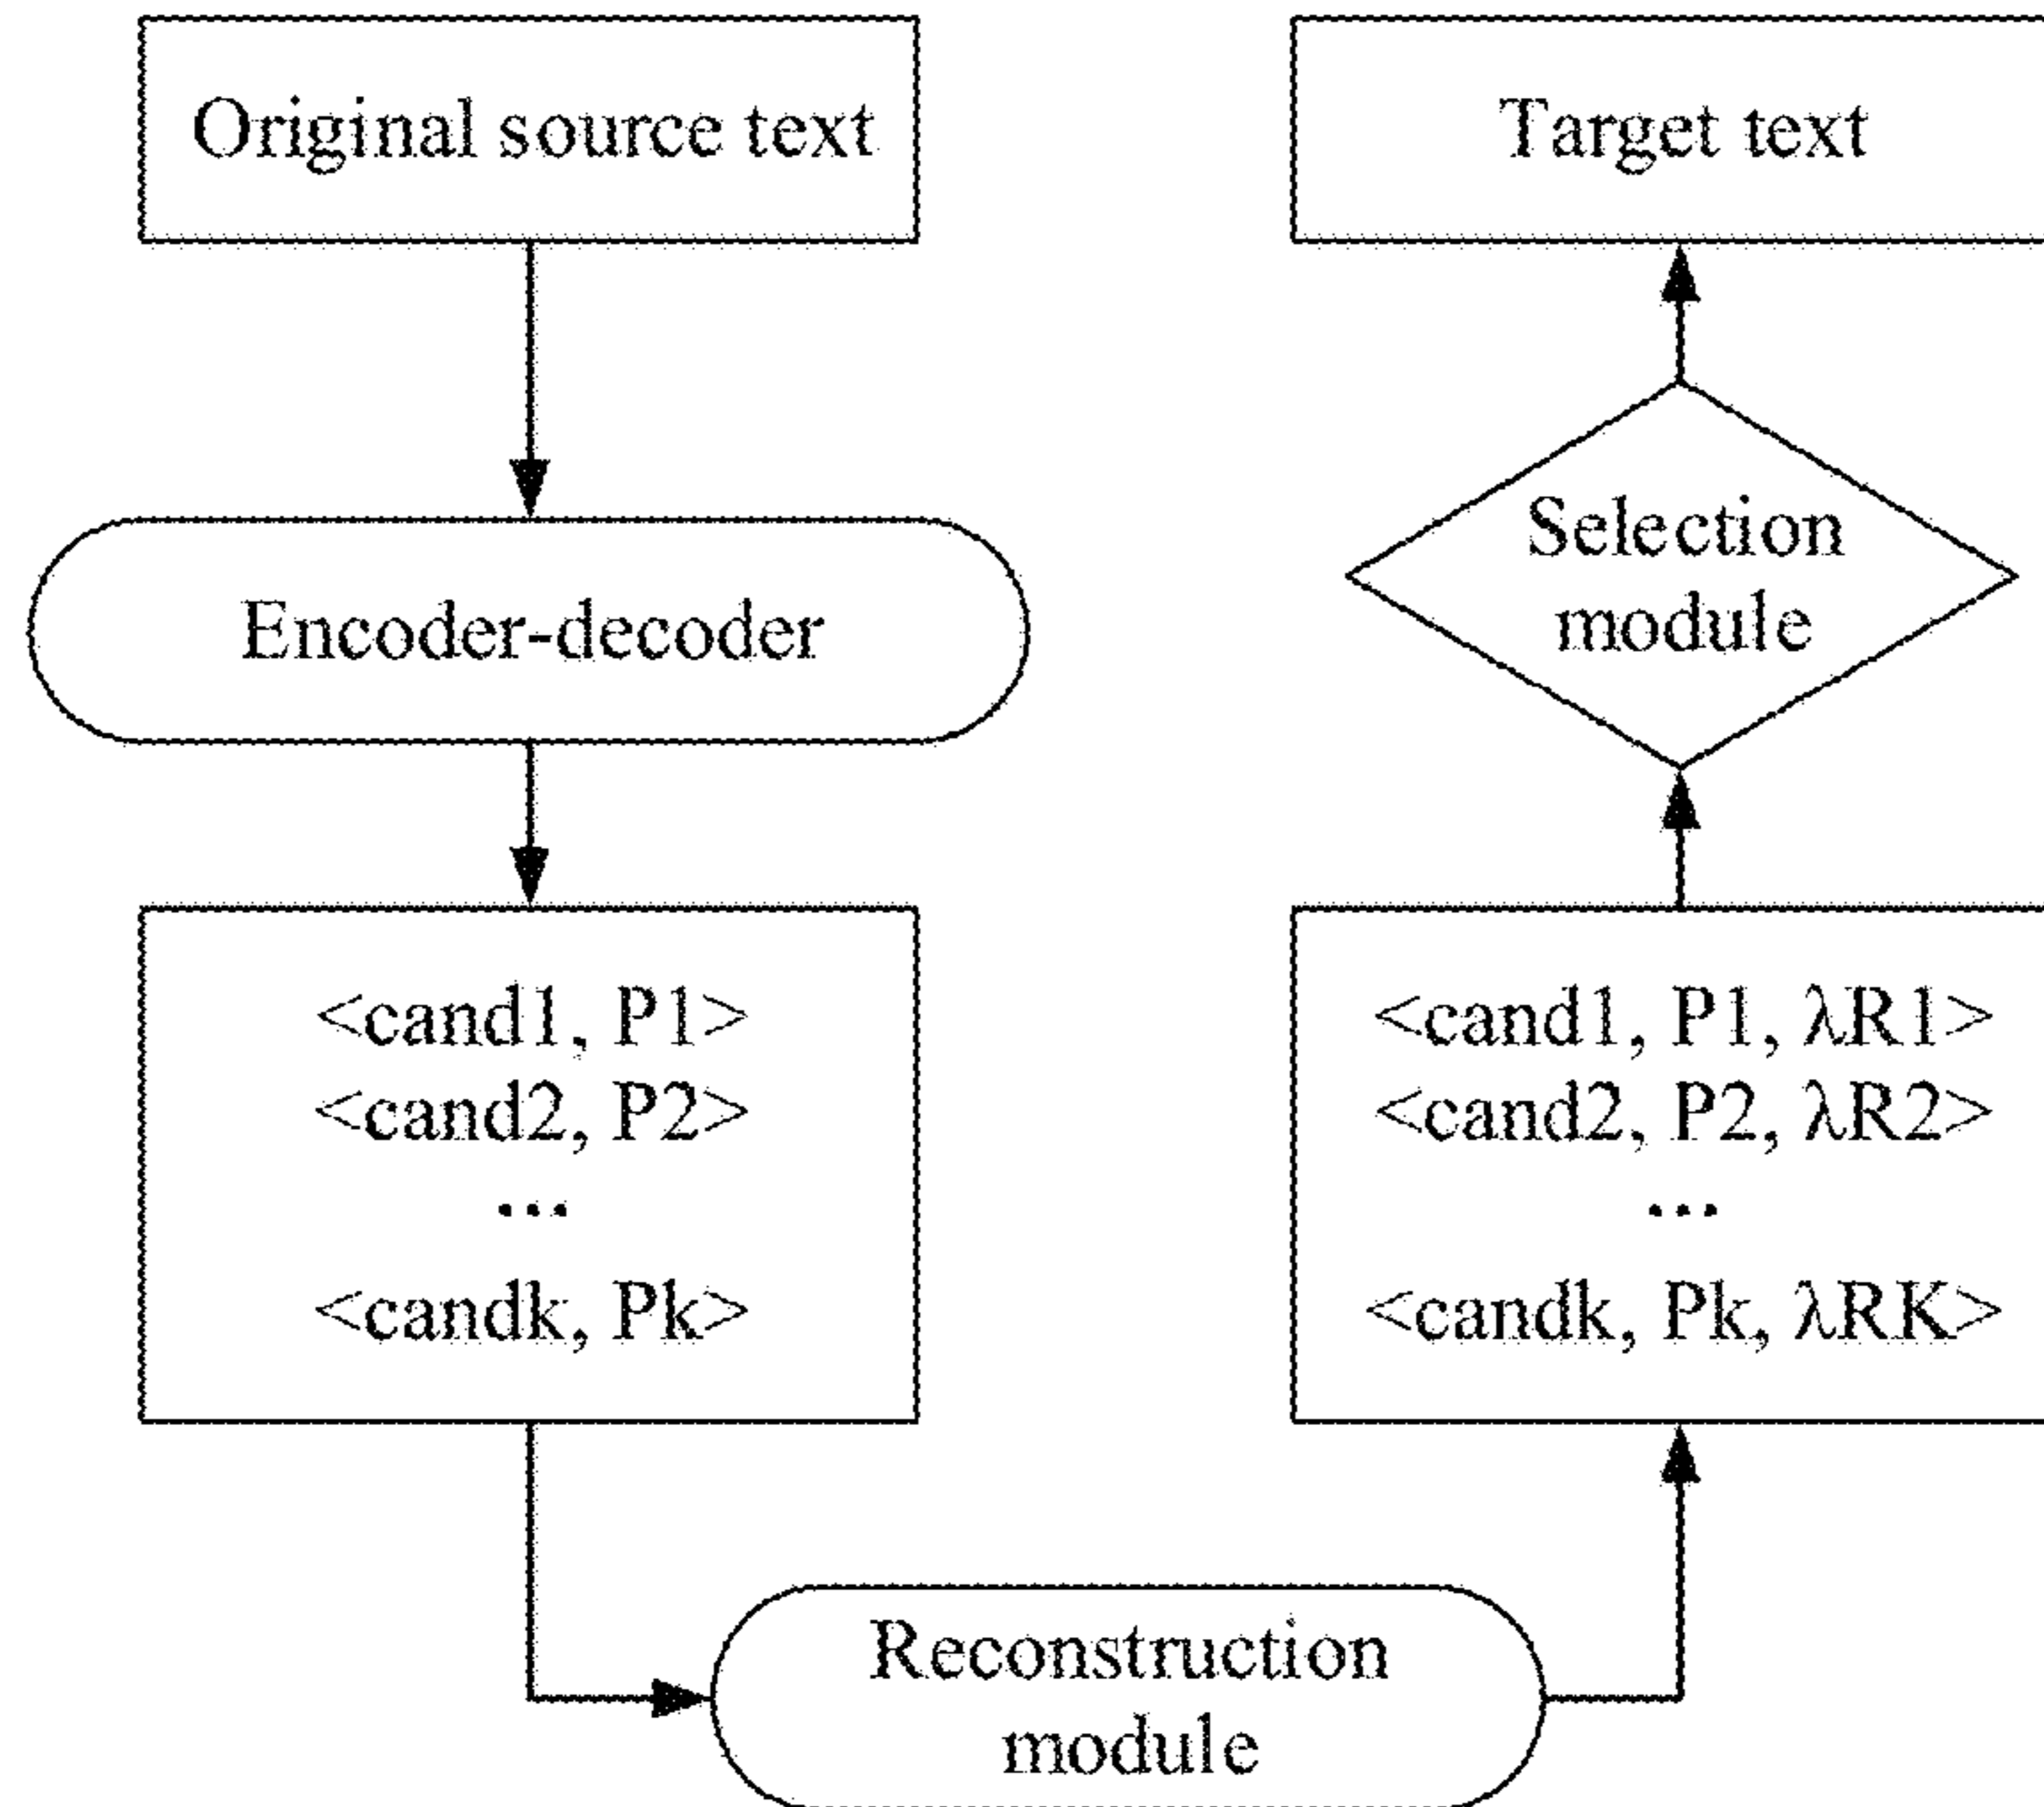 Original source text
Encoder-decoder
<cand1, P1>
<cand2, P2>
...
<candk, Pk>
Reconstruction
module
<cand1, P1, λR1>
<cand2, P2, λR2>
...
<candk, Pk, λRK>
Selection
module
Target text